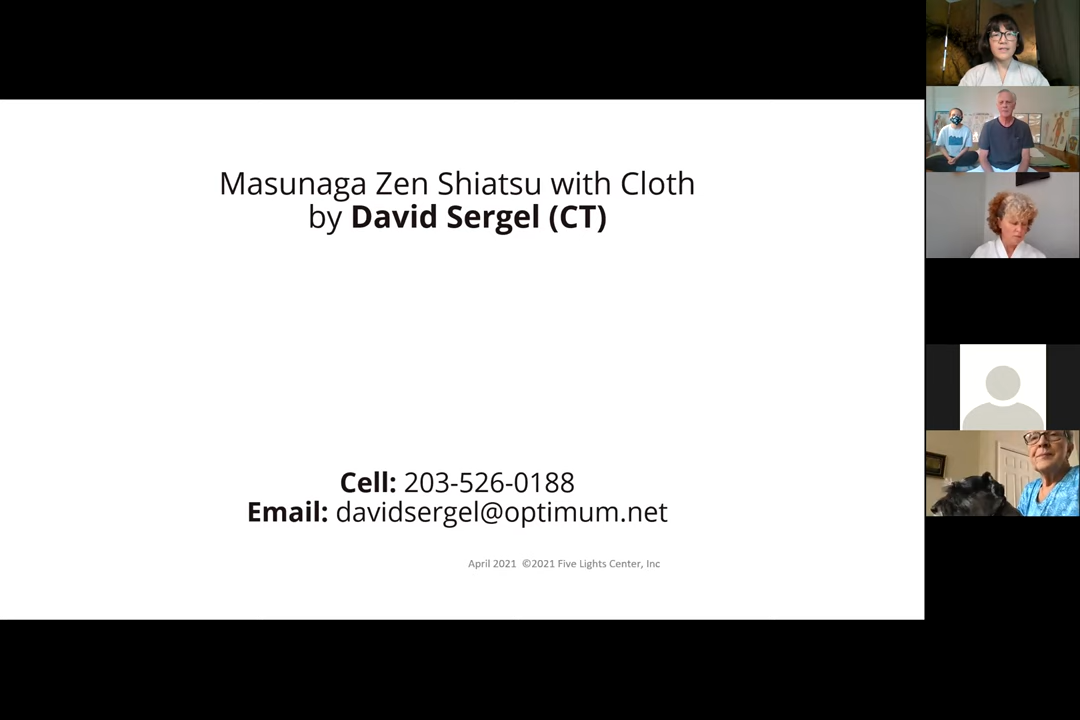 Masunaga Zen Shiatsu with Cloth
by David Sergel (CT)
Cell: 203-526-0188
Email: davidsergel@optimum.net
April 2021 ©2021 Five Lights Center, Inc